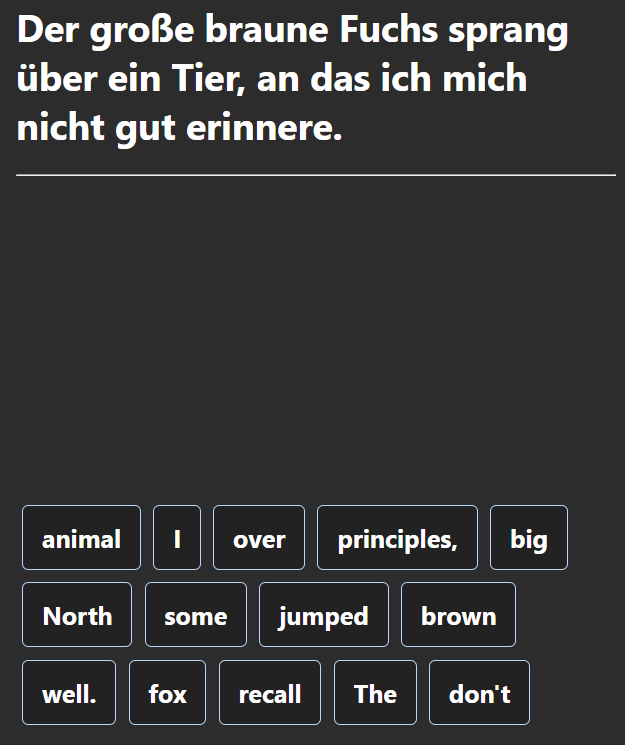 Der große braune Fuchs sprang
über ein Tier, an das ich mich
nicht gut erinnere.
animal I over principles, big
North some jumped brown
well. fox recall The don't